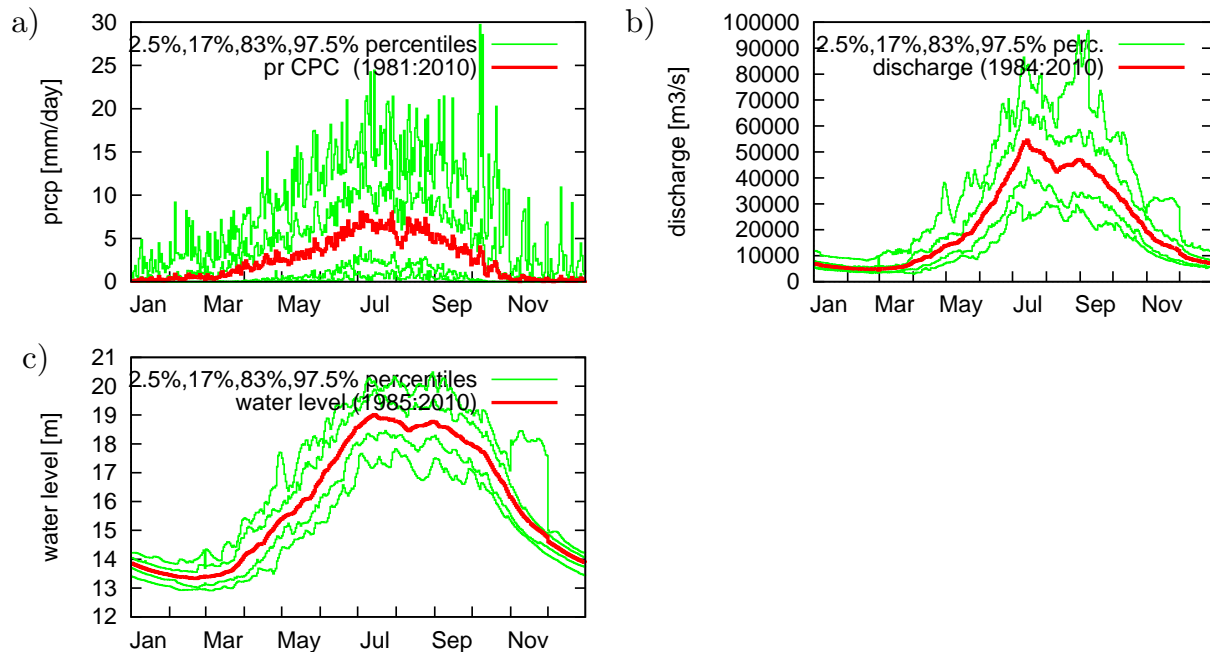 a)
30
25
20
15
10
5
0
prcp [mm/day]
2.5%,17%,83%,97.5% percentiles
pr CPC (1981:2010)
Jan Mar May Jul Sep Nov
b)
100000
90000
80000
70000
60000
50000
40000
30000
20000
10000
0
discharge [m3/s]
2.5%,17%,83%,97.5% perc.
discharge (1984:2010)
Jan Mar May Jul Sep Nov
c)
21
20
19
18
17
16
15
14
13
12
water level [m]
2.5%,17%,83%,97.5% percentiles
water level (1985:2010)
Jan Mar May Jul Sep Nov